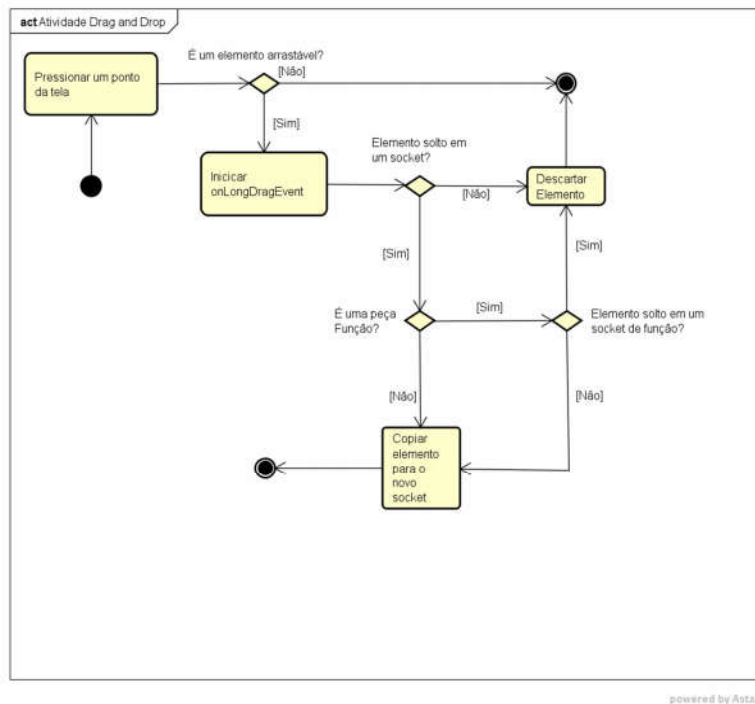 act Atividade Drag and Drop
É um elemento arrastável?
[Não]
Pressionar um ponto
da tela
[Sim]
Elemento solto em
um socket?
Inicicar
onLongDragEvent
Descartar
Elemento
[Não]
[Sim]
[Sim]
É uma peça
Função?
[Sim]
Elemento solto em um
socket de função?
[Não]
[Não]
Copiar
elemento
para o
novo
socket
powered by Asta